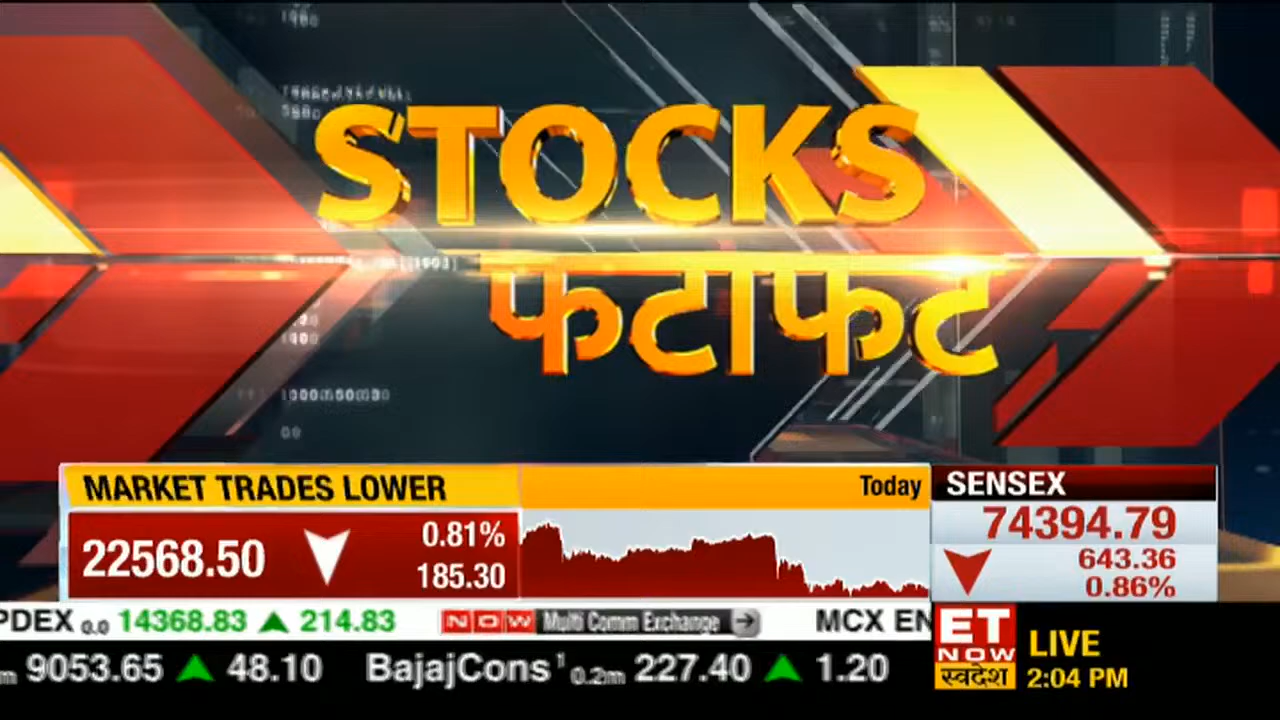 STOCKS
फटाफट
MARKET TRADES LOWER
Today
22568.50
0.81%
185.30
SENSEX
74394.79
643.36
0.86%
PDEX 0.0 14368.83 214.83 NOW Multi Comm Exchange MCX EN
9053.65 48.10 BajajCons 1 0.2m 227.40 1.20
ET
NOW
स्वदेश
LIVE
2:04 PM